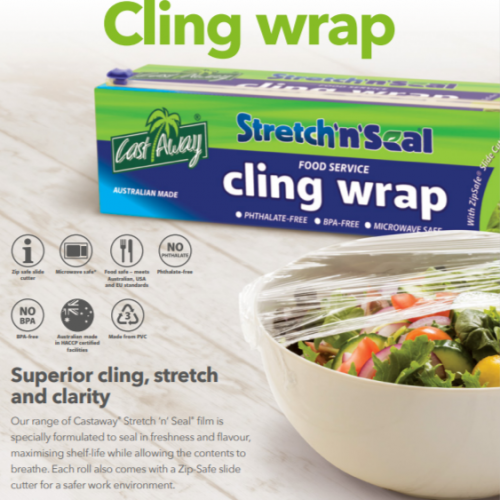 Cling wrap
Cast Away®
AUSTRALIAN MADE
Stretch'n'Seal
cling wrap
Stretch'n'Seal®
FOOD SERVICE
cling wrap
• PHTHALATE-FREE • BPA-FREE • MICROWAVE SAFE
With ZipSafe® Slide
i
Zip safe slide
cutter
Microwave safe*
Food safe – meets
Australian, USA
and EU standards
NO
PHTHALATE
Phthalate-free
NO
BPA
BPA-free
Australian made
in HACCP certified
facilities
3
Made from PVC
Superior cling, stretch
and clarity
Our range of Castaway® Stretch 'n' Seal® film is
specially formulated to seal in freshness and flavour,
maximising shelf-life while allowing the contents to
breathe. Each roll also comes with a Zip-Safe slide
cutter for a safer work environment.